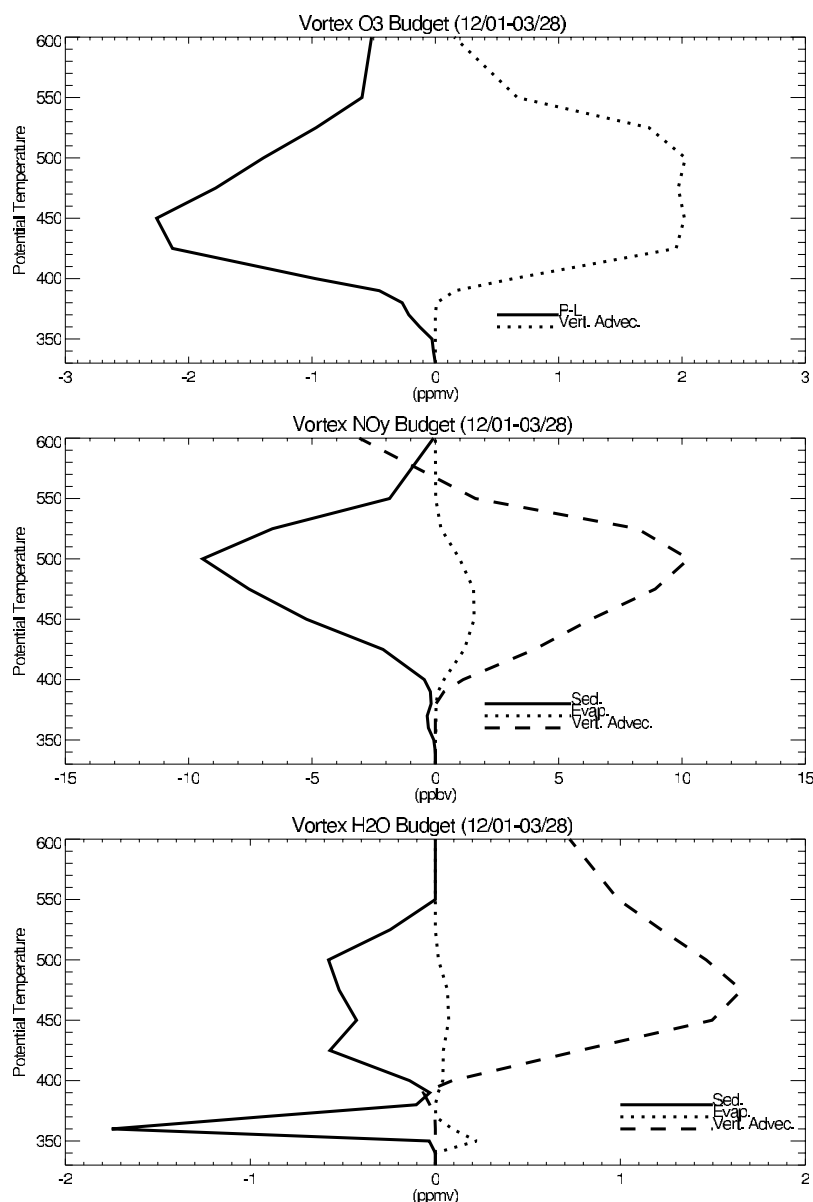 Vortex O3 Budget (12/01-03/28)
600
550
500
450
400
350
Potential Temperature
P-L
Vert. Advec.
-3 -2 -1 0 1 2 3
(ppmv)
Vortex NOy Budget (12/01-03/28)
600
550
500
450
400
350
Potential Temperature
Sed.
Evap.
Vert. Advec.
-15 -10 -5 0 5 10 15
(ppbv)
Vortex H2O Budget (12/01-03/28)
600
550
500
450
400
350
Potential Temperature
Sed.
Evap.
Vert. Advec.
-2 -1 0 1 2
(ppmv)